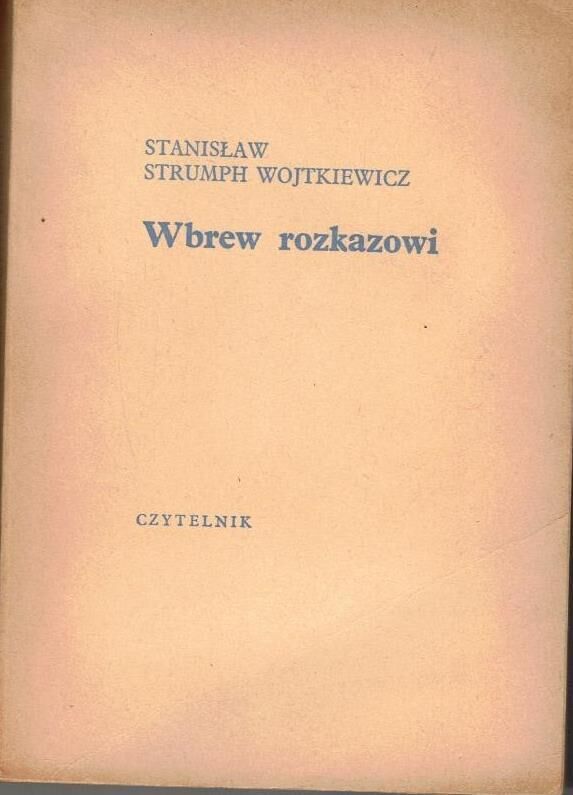 STANISŁAW
STRUMPH WOJTKIEWICZ
Wbrew rozkazowi
CZYTELNIK